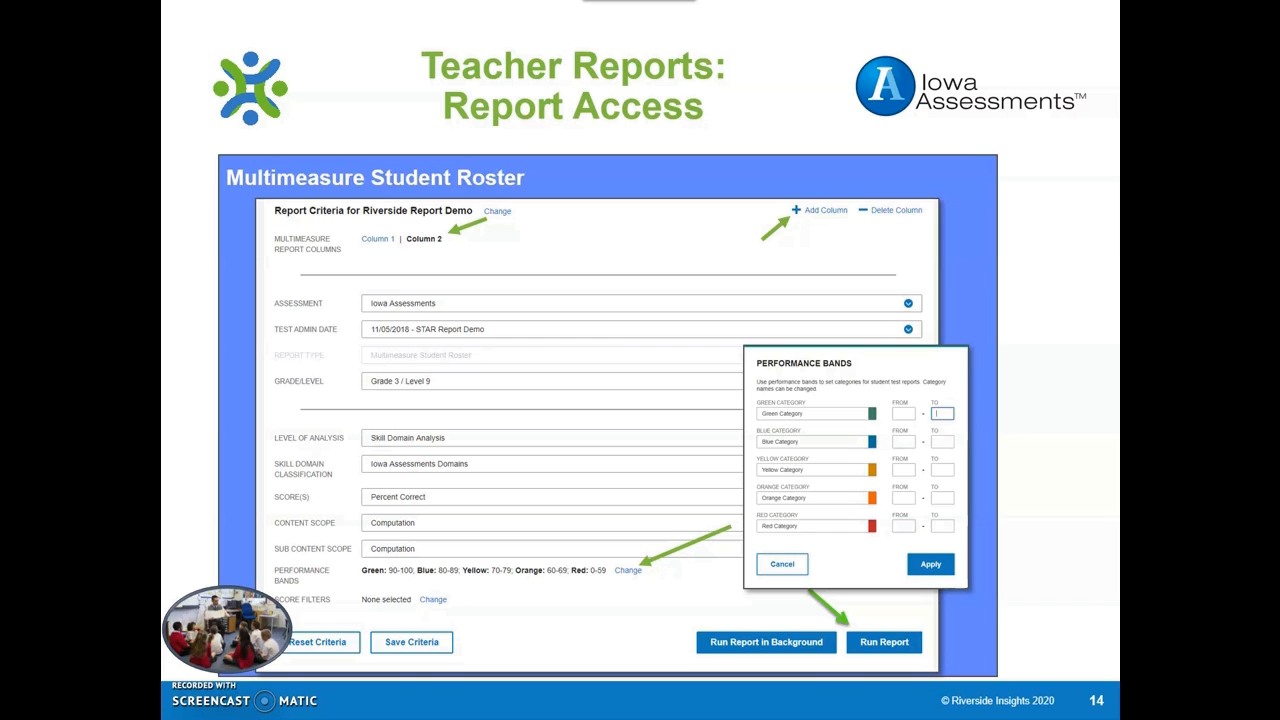 Teacher Reports:
Report Access
A Iowa
Assessments™
Multimeasure Student Roster
Report Criteria for Riverside Report Demo Change
+ Add Column − Delete Column
MULTIMEASURE
REPORT COLUMNS
Column 1 | Column 2
ASSESSMENT Iowa Assessments
TEST ADMIN DATE 11/05/2018 - STAR Report Demo
REPORT TYPE Multimeasure Student Roster
GRADE/LEVEL Grade 3 / Level 9
LEVEL OF ANALYSIS Skill Domain Analysis
SKILL DOMAIN
CLASSIFICATION
Iowa Assessments Domains
SCORE(S) Percent Correct
CONTENT SCOPE Computation
SUB CONTENT SCOPE Computation
PERFORMANCE
BANDS
Green: 90-100; Blue: 80-89; Yellow: 70-79; Orange: 60-69; Red: 0-59 Change
SCORE FILTERS None selected Change
Reset Criteria Save Criteria Run Report in Background Run Report
PERFORMANCE BANDS
Use performance bands to set categories for student test reports. Category
names can be changed.
GREEN CATEGORY FROM TO
Green Category -
BLUE CATEGORY FROM TO
Blue Category -
YELLOW CATEGORY FROM TO
Yellow Category -
ORANGE CATEGORY FROM TO
Orange Category -
RED CATEGORY FROM TO
Red Category -
Cancel Apply
RECORDED WITH
SCREENCAST MATIC
© Riverside Insights 2020 14